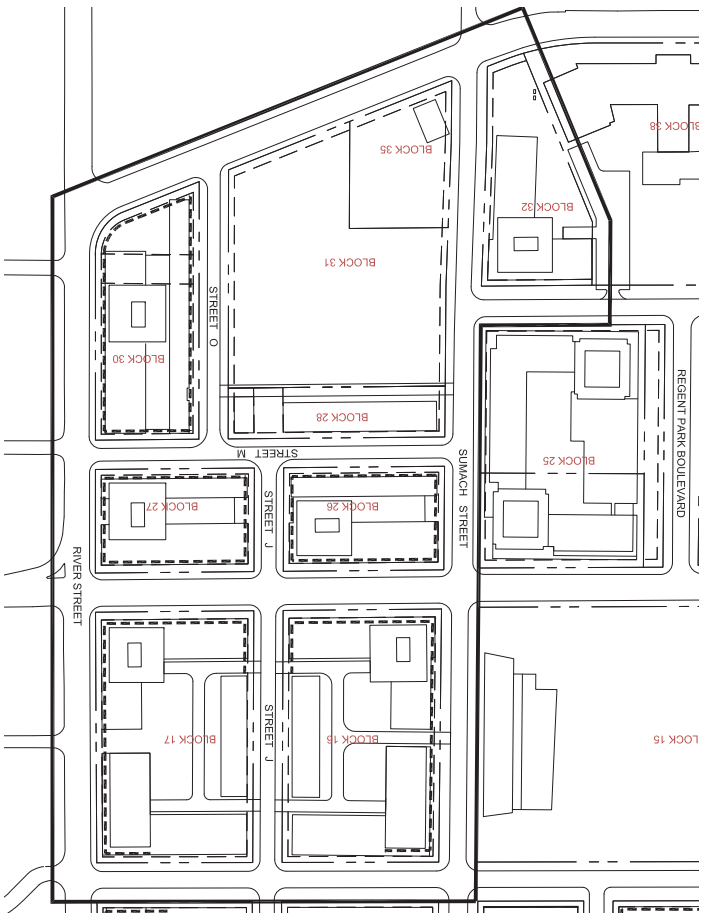 BLOCK 38
BLOCK 35
BLOCK 32
BLOCK 31
STREET O
BLOCK 30
REGENT PARK BOULEVARD
BLOCK 28
STREET M
SUMACH STREET
BLOCK 25
BLOCK 27
STREET J
BLOCK 26
RIVER STREET
BLOCK 17
STREET J
BLOCK 16
LOCK 15